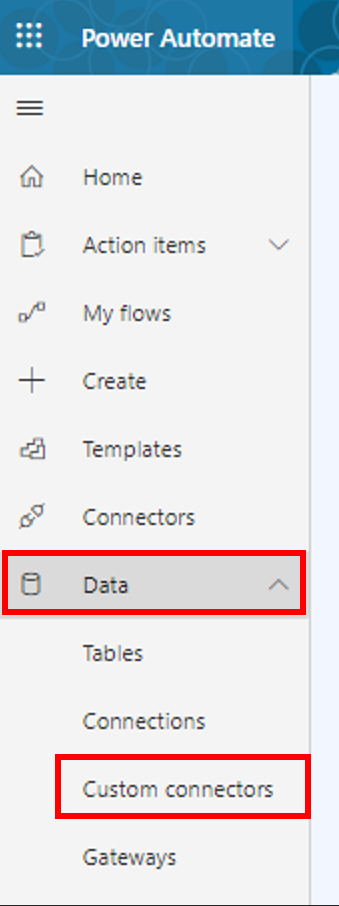 Power Automate
Home
Action items
My flows
Create
Templates
Connectors
Data
Tables
Connections
Custom connectors
Gateways